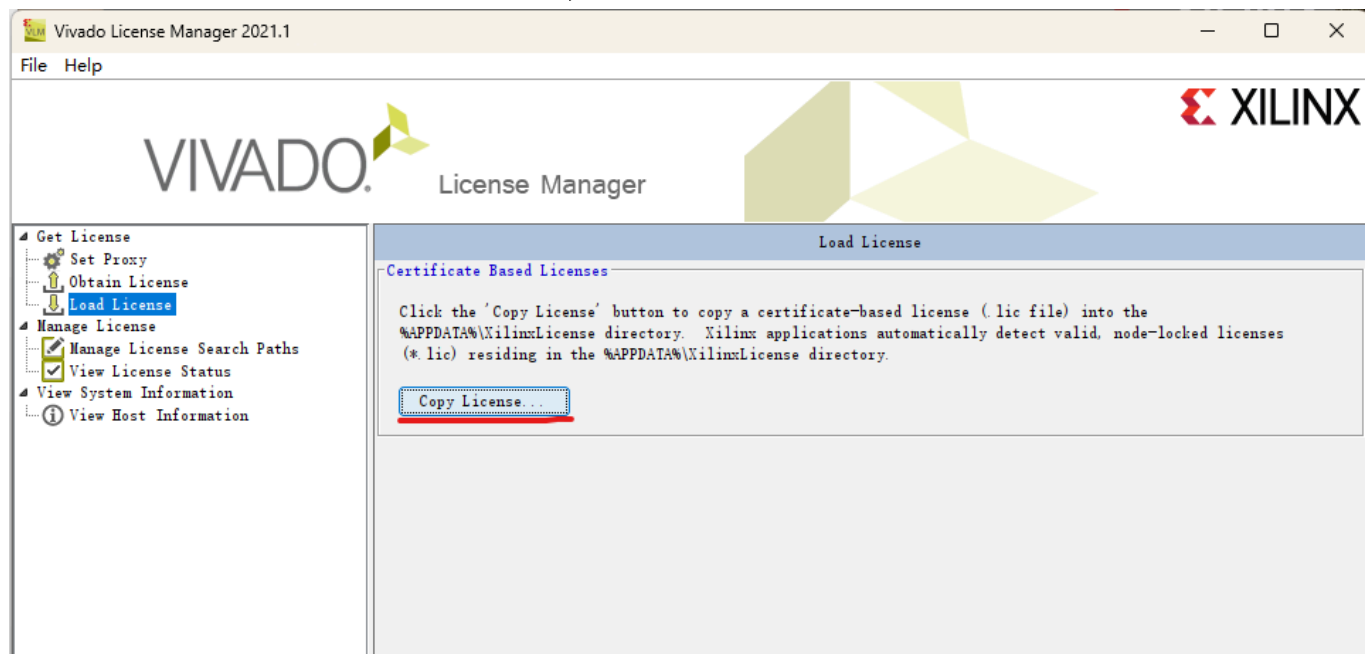 VLM Vivado License Manager 2021.1
File Help
XILINX
VIVADO.
License Manager
Get License
Set Proxy
Obtain License
Load License
Manage License
Manage License Search Paths
View License Status
View System Information
View Host Information
Load License
Certificate Based Licenses
Click the 'Copy License' button to copy a certificate-based license (.lic file) into the
%APPDATA%\XilinxLicense directory. Xilinx applications automatically detect valid, node-locked licenses
(*.lic) residing in the %APPDATA%\XilinxLicense directory.
Copy License...